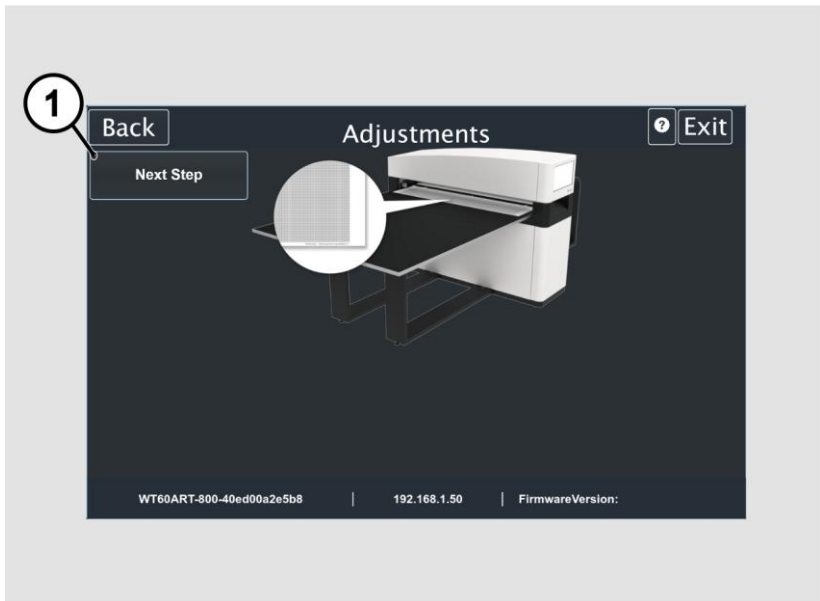 1
Back
Adjustments
?
Exit
Next Step
WT60ART-800-40ed00a2e5b8 | 192.168.1.50 | FirmwareVersion: